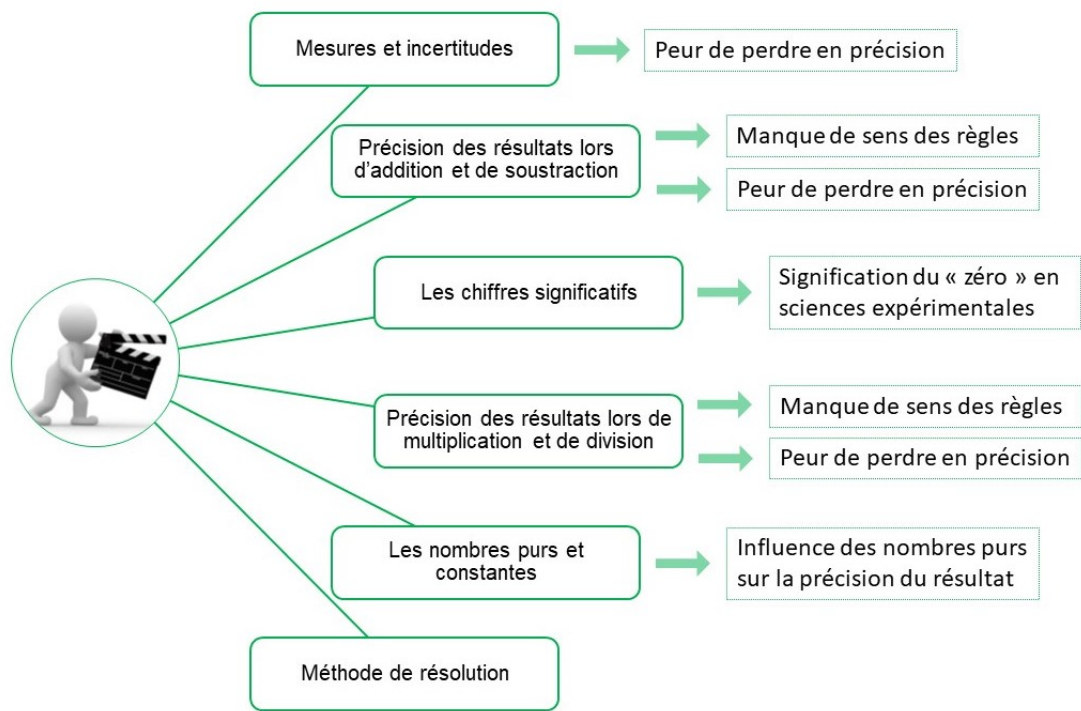 Mesures et incertitudes
Peur de perdre en précision
Précision des résultats lors
d'addition et de soustraction
Manque de sens des règles
Peur de perdre en précision
Les chiffres significatifs
Signification du « zéro » en
sciences expérimentales
Précision des résultats lors de
multiplication et de division
Manque de sens des règles
Peur de perdre en précision
Les nombres purs et
constantes
Influence des nombres purs
sur la précision du résultat
Méthode de résolution